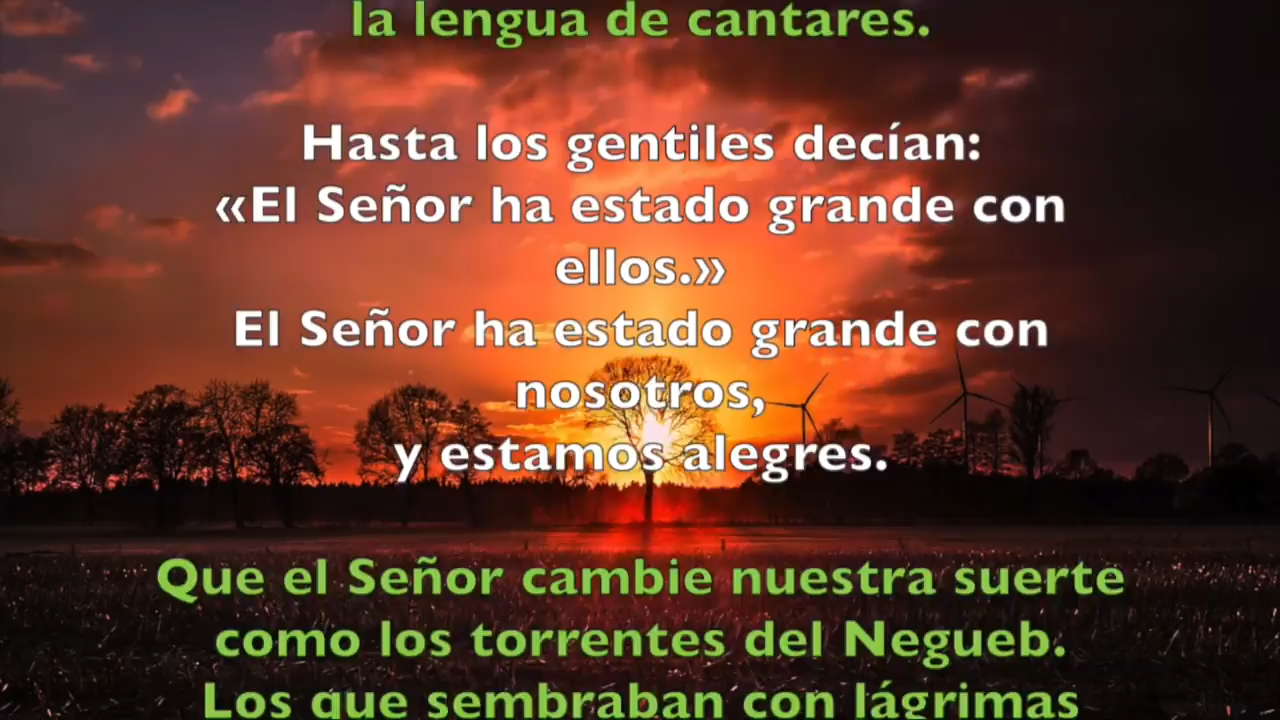 la lengua de cantares.
Hasta los gentiles decían:
«El Señor ha estado grande con
ellos.»
El Señor ha estado grande con
nosotros,
y estamos alegres.
Que el Señor cambie nuestra suerte
como los torrentes del Negueb.
Los que sembraban con lágrimas